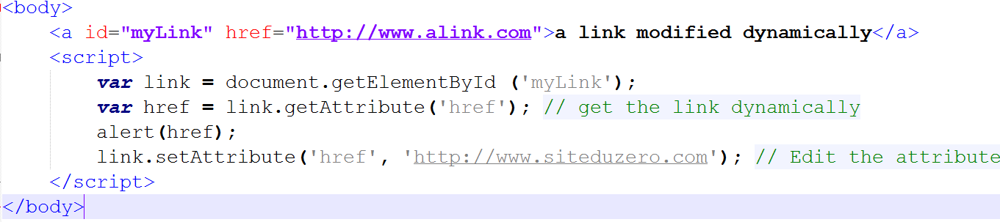 <body>
<a id="myLink" href="http://www.alink.com">a link modified dynamically</a>
<script>
var link = document.getElementById ('myLink');
var href = link.getAttribute('href'); // get the link dynamically
alert(href);
link.setAttribute('href', 'http://www.siteduzero.com'); // Edit the attribute
</script>
</body>